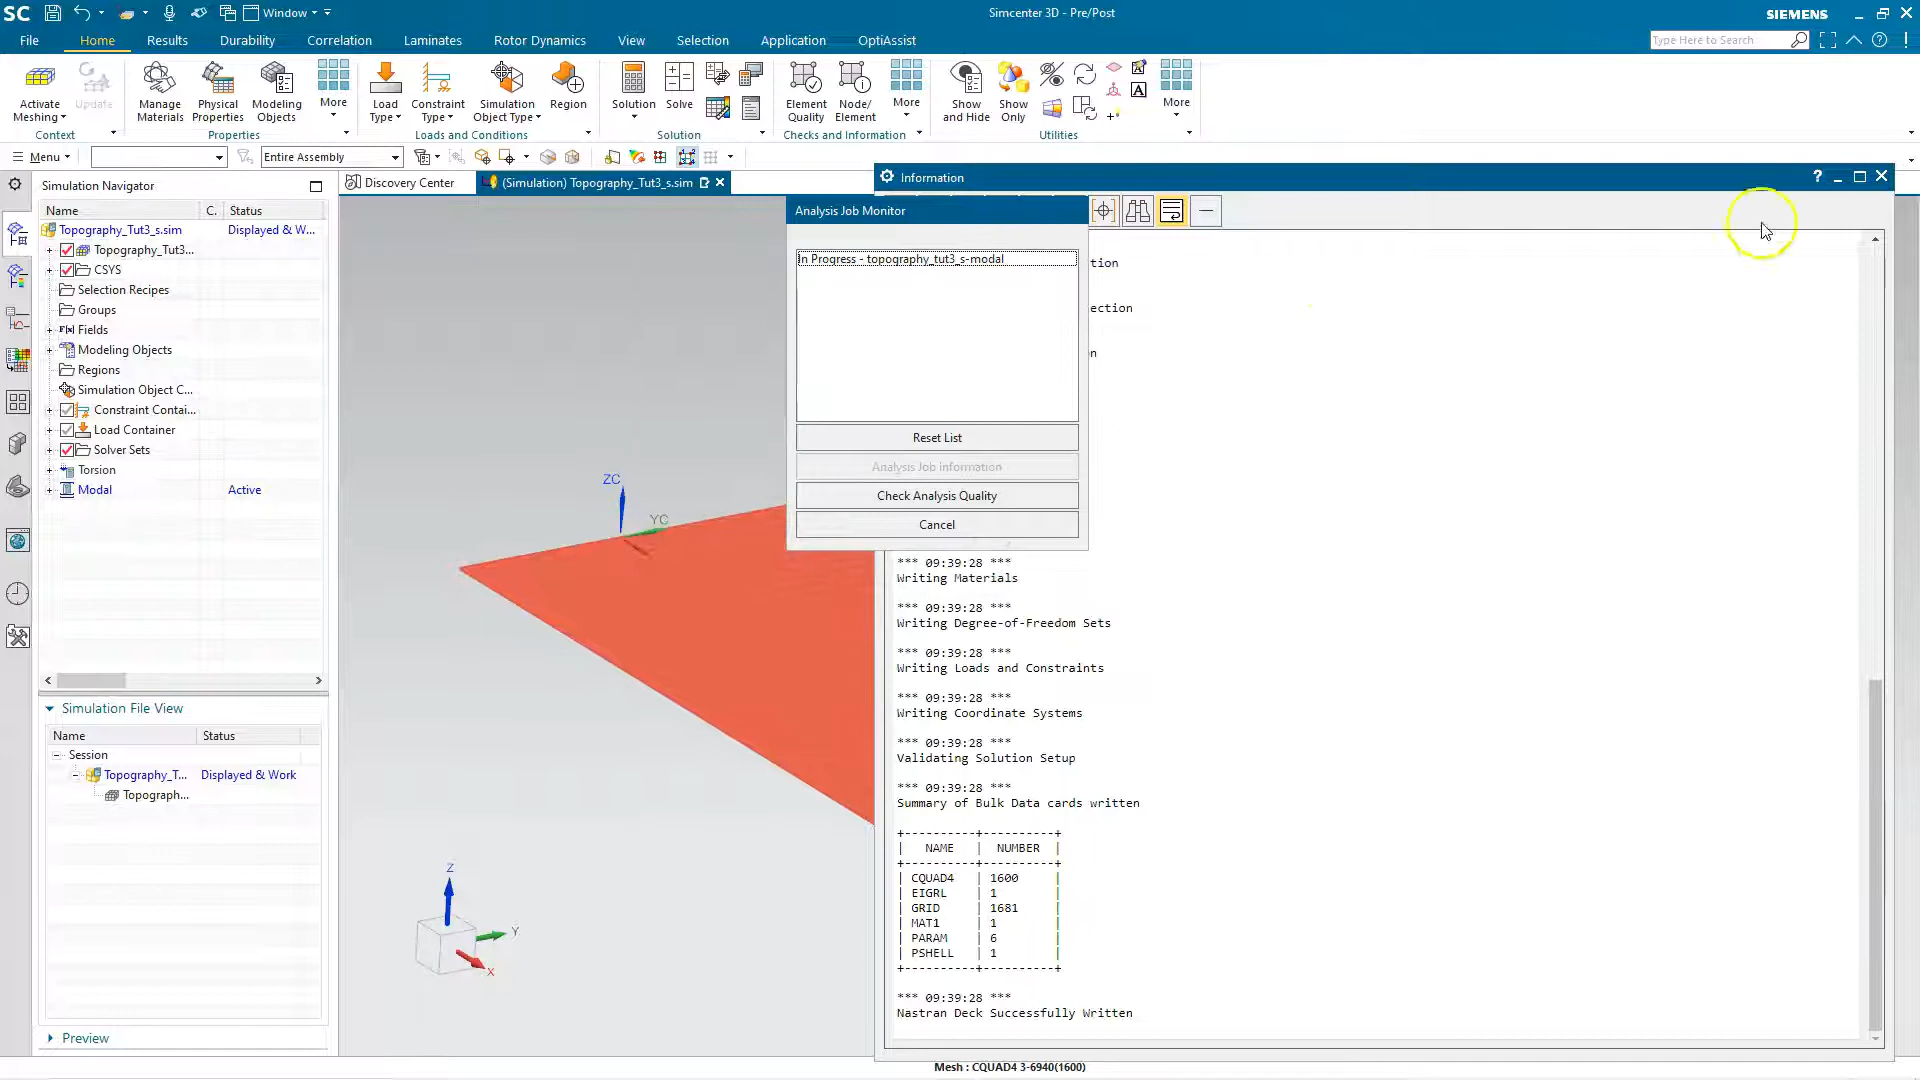 SC
Window
Simcenter 3D - Pre/Post
SIEMENS
File
Home
Results
Durability
Correlation
Laminates
Rotor Dynamics
View
Selection
Application
OptiAssist
Type Here to Search
Activate Meshing
Update
Context
Manage Materials
Physical Properties
Modeling Objects
More
Properties
Load Type
Constraint Type
Simulation Object Type
Region
Loads and Conditions
Solution
Solve
Solution
Element Quality
Node/ Element
More
Checks and Information
Show and Hide
Show Only
More
Utilities
Menu
Entire Assembly
Simulation Navigator
Discovery Center
(Simulation) Topography_Tut3_s.sim
Information
Name
C.
Status
Topography_Tut3_s.sim
Displayed & W...
Topography_Tut3...
CSYS
Selection Recipes
Groups
Fields
Modeling Objects
Regions
Simulation Object C...
Constraint Contai...
Load Container
Solver Sets
Torsion
Modal
Active
Simulation File View
Name
Status
Session
Topography_T...
Displayed & Work
Topograph...
Preview
ZC
YC
Z
Y
X
Analysis Job Monitor
In Progress - topography_tut3_s-modal
Reset List
Analysis Job Information
Check Analysis Quality
Cancel
tion
ection
n
*** 09:39:28 ***
Writing Materials
*** 09:39:28 ***
Writing Degree-of-Freedom Sets
*** 09:39:28 ***
Writing Loads and Constraints
*** 09:39:28 ***
Writing Coordinate Systems
*** 09:39:28 ***
Validating Solution Setup
*** 09:39:28 ***
Summary of Bulk Data cards written
+----------+----------+
| NAME | NUMBER |
+----------+----------+
| CQUAD4 | 1600 |
| EIGRL | 1 |
| GRID | 1681 |
| MAT1 | 1 |
| PARAM | 6 |
| PSHELL | 1 |
+----------+----------+
*** 09:39:28 ***
Nastran Deck Successfully Written
Mesh : CQUAD4 3-6940(1600)